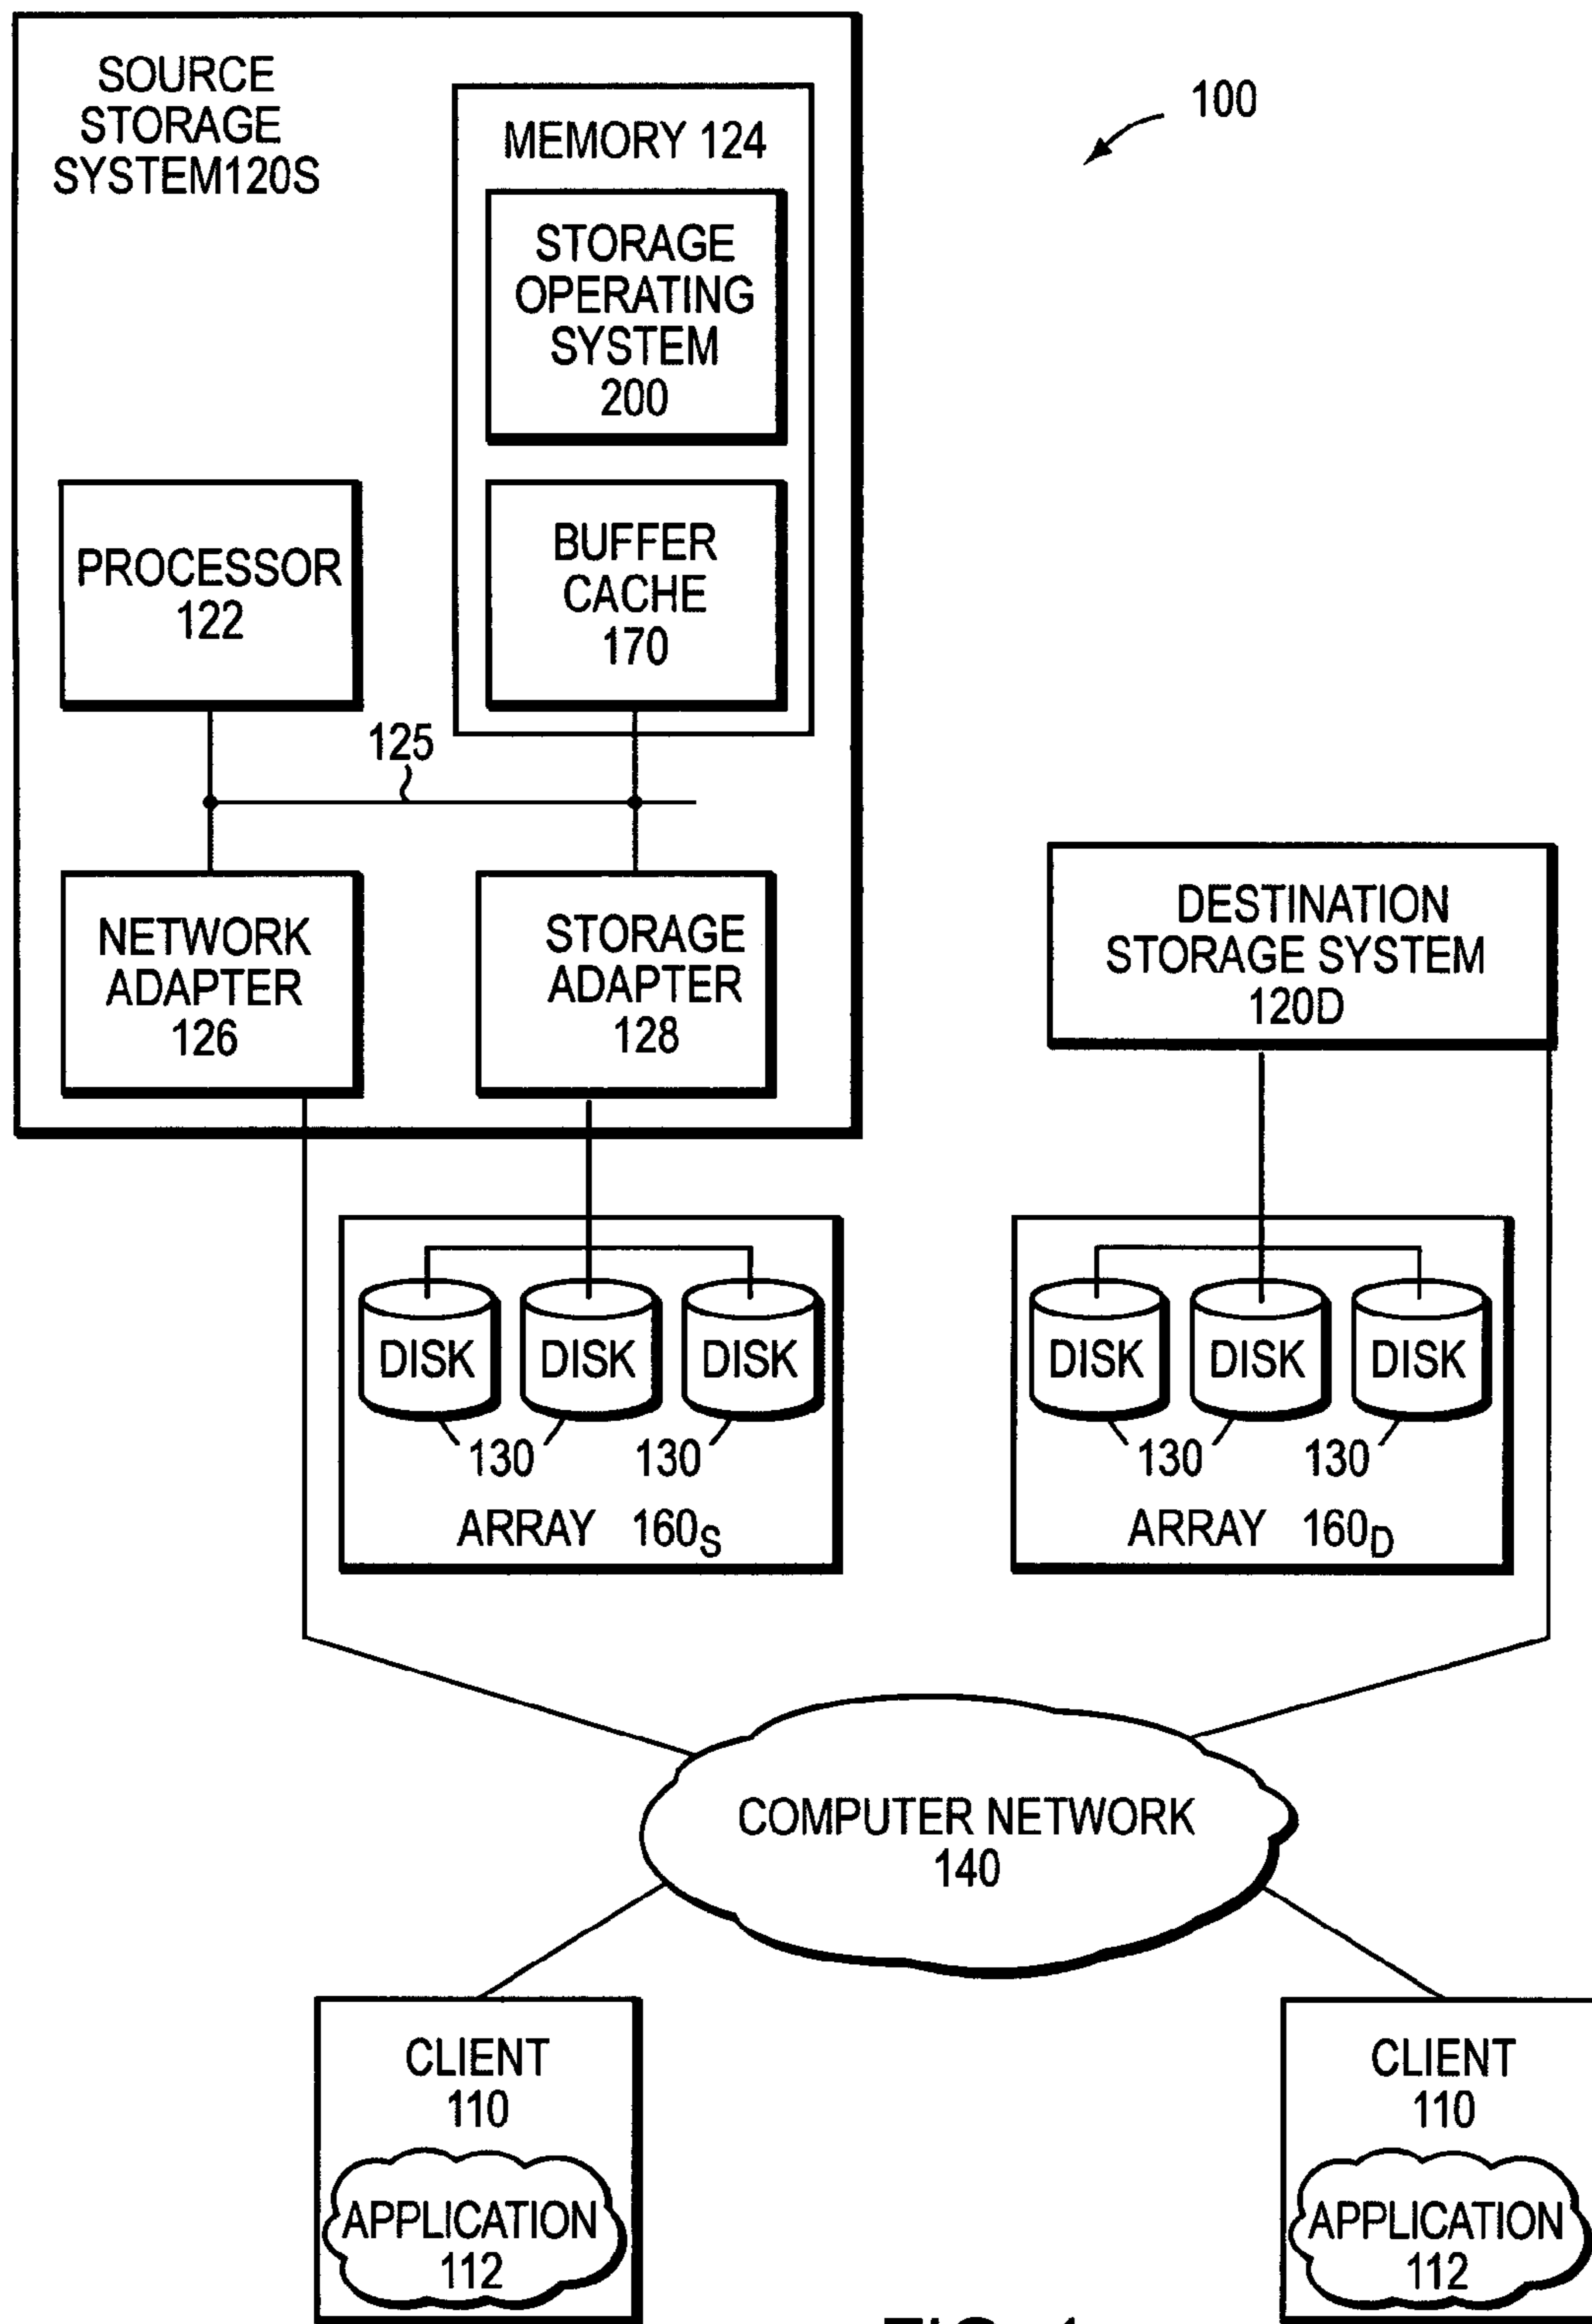 SOURCE
STORAGE
SYSTEM120S
MEMORY 124
100
STORAGE
OPERATING
SYSTEM
200
PROCESSOR
122
BUFFER
CACHE
170
125
NETWORK
ADAPTER
126
STORAGE
ADAPTER
128
DESTINATION
STORAGE SYSTEM
120D
DISK DISK DISK
130 130
ARRAY 160S
DISK DISK DISK
130 130
ARRAY 160D
COMPUTER NETWORK
140
CLIENT
110
APPLICATION
112
CLIENT
110
APPLICATION
112